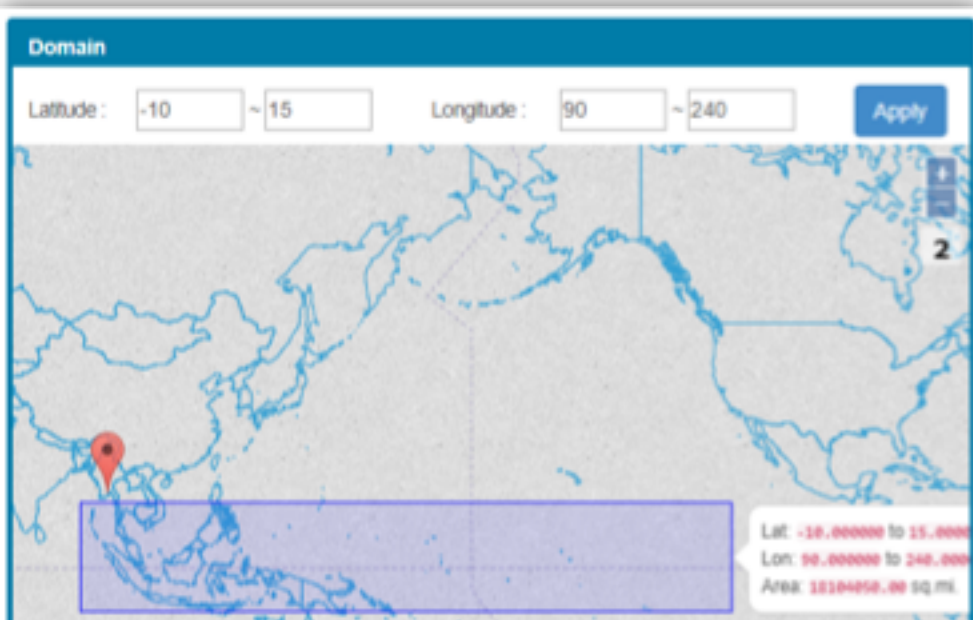 Domain
Latitude : -10 ~ 15 Longitude : 90 ~ 240 Apply
+
−
2
Lat: -10.000000 to 15.0000
Lon: 90.000000 to 240.000
Area: 18104050.00 sq.mi.